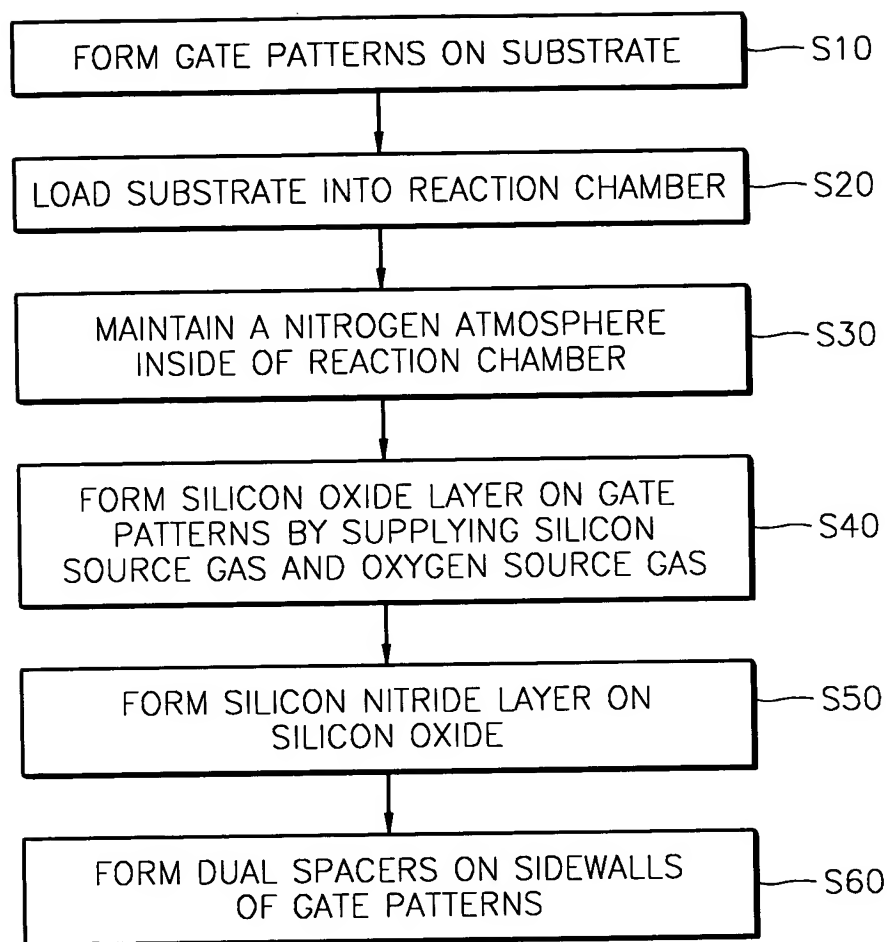 FORM GATE PATTERNS ON SUBSTRATE
S10
LOAD SUBSTRATE INTO REACTION CHAMBER
S20
MAINTAIN A NITROGEN ATMOSPHERE
INSIDE OF REACTION CHAMBER
S30
FORM SILICON OXIDE LAYER ON GATE
PATTERNS BY SUPPLYING SILICON
SOURCE GAS AND OXYGEN SOURCE GAS
S40
FORM SILICON NITRIDE LAYER ON
SILICON OXIDE
S50
FORM DUAL SPACERS ON SIDEWALLS
OF GATE PATTERNS
S60